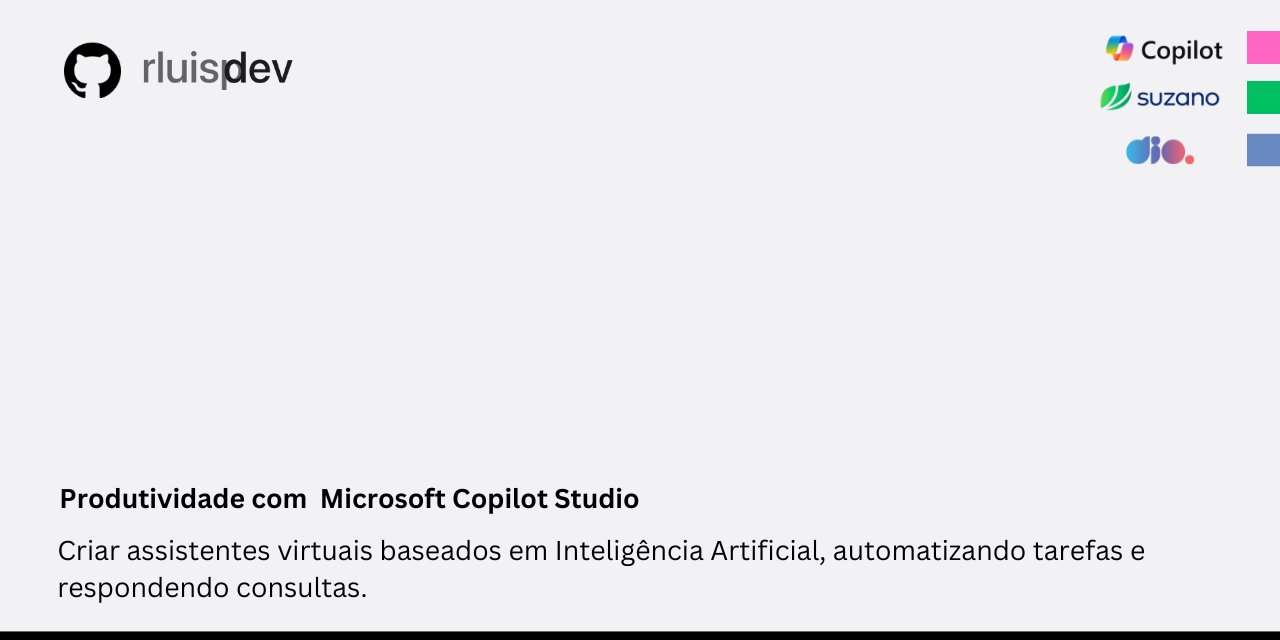 rluispdev
Copilot
suzano
dio.
Produtividade com Microsoft Copilot Studio
Criar assistentes virtuais baseados em Inteligência Artificial, automatizando tarefas e
respondendo consultas.